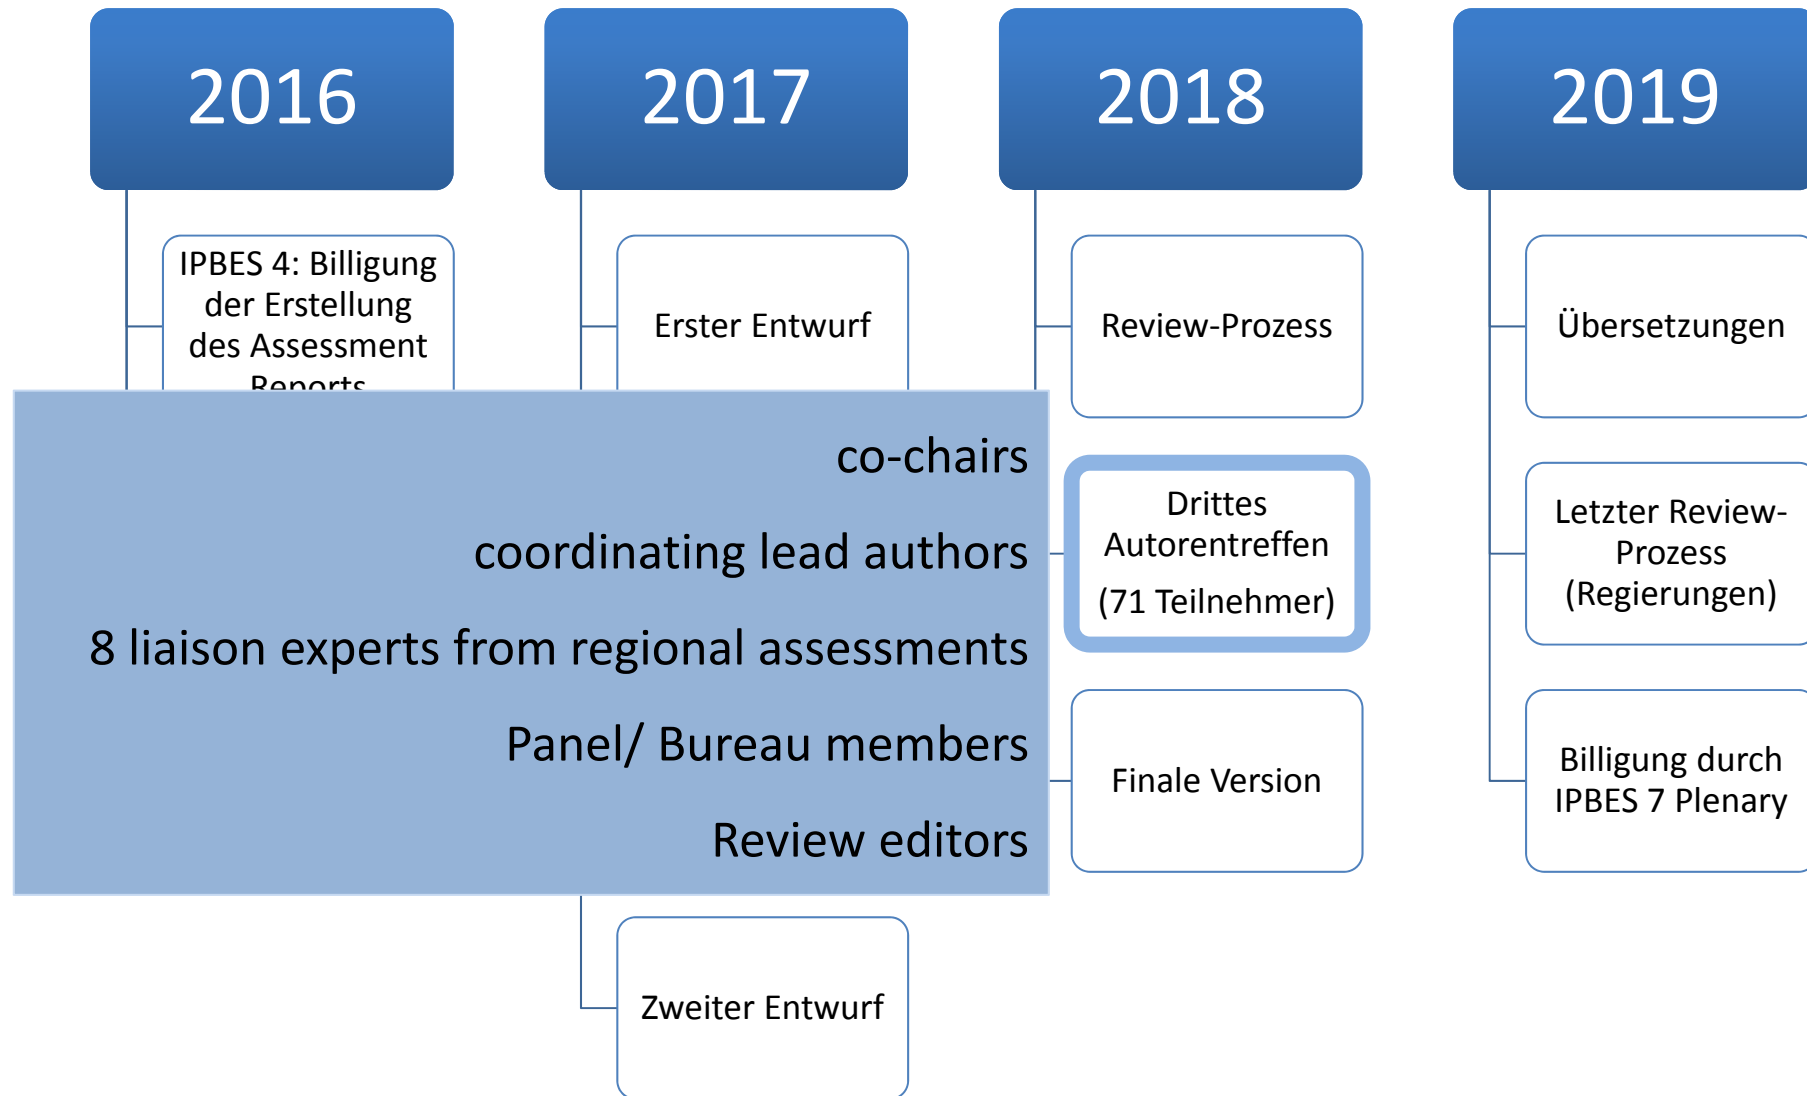 2016
IPBES 4: Billigung
der Erstellung
des Assessment
Reports
2017
Erster Entwurf
Zweiter Entwurf
2018
Review-Prozess
Drittes
Autorentreffen
(71 Teilnehmer)
Finale Version
2019
Übersetzungen
Letzter Review-
Prozess
(Regierungen)
Billigung durch
IPBES 7 Plenary
co-chairs
coordinating lead authors
8 liaison experts from regional assessments
Panel/ Bureau members
Review editors